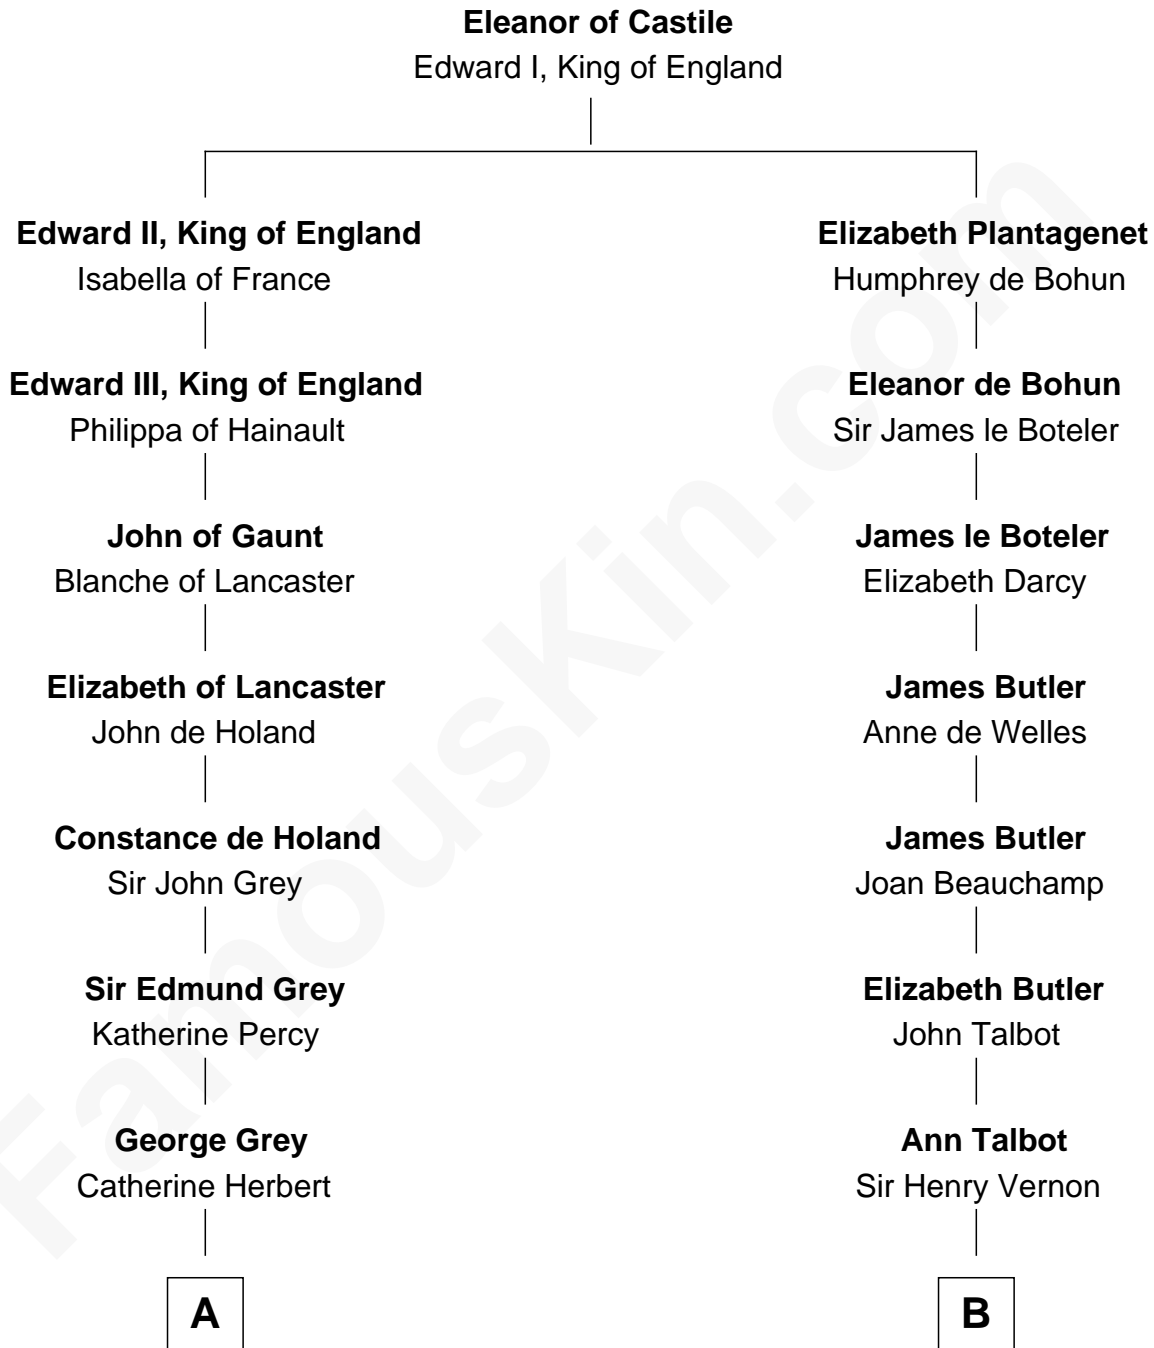 Eleanor of Castile
Edward I, King of England
Edward II, King of England
Isabella of France
Edward III, King of England
Philippa of Hainault
John of Gaunt
Blanche of Lancaster
Elizabeth of Lancaster
John de Holand
Constance de Holand
Sir John Grey
Sir Edmund Grey
Katherine Percy
George Grey
Catherine Herbert
A
Elizabeth Plantagenet
Humphrey de Bohun
Eleanor de Bohun
Sir James le Boteler
James le Boteler
Elizabeth Darcy
James Butler
Anne de Welles
James Butler
Joan Beauchamp
Elizabeth Butler
John Talbot
Ann Talbot
Sir Henry Vernon
B
FamousKin.com